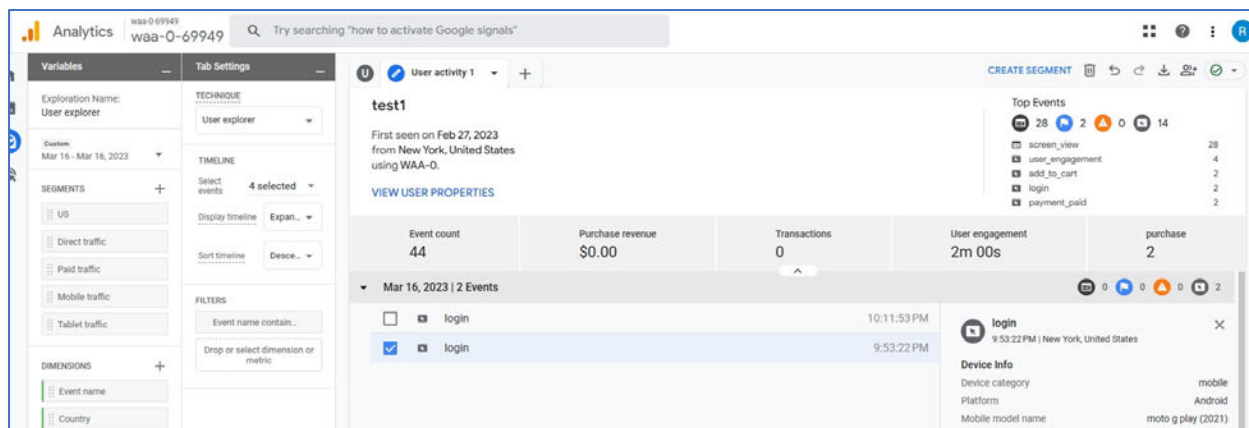 Analytics
waa-0-69949
waa-0-69949
Try searching "how to activate Google signals"
R
Variables
Exploration Name:
User explorer
Custom
Mar 16 - Mar 16, 2023
SEGMENTS
US
Direct traffic
Paid traffic
Mobile traffic
Tablet traffic
DIMENSIONS
Event name
Country
Tab Settings
TECHNIQUE
User explorer
TIMELINE
Select events 4 selected
Display timeline Expan...
Sort timeline Desce...
FILTERS
Event name contain...
Drop or select dimension or
metric
U User activity 1
CREATE SEGMENT
test1
First seen on Feb 27, 2023
from New York, United States
using WAA-0.
VIEW USER PROPERTIES
Top Events
28 2 0 14
screen_view 28
user_engagement 4
add_to_cart 2
login 2
payment_paid 2
Event count Purchase revenue Transactions User engagement purchase
44 $0.00 0 2m 00s 2
Mar 16, 2023 | 2 Events 0 0 0 2
login 10:11:53 PM
login 9:53:22 PM
login
9:53:22 PM | New York, United States
Device Info
Device category mobile
Platform Android
Mobile model name moto g play (2021)